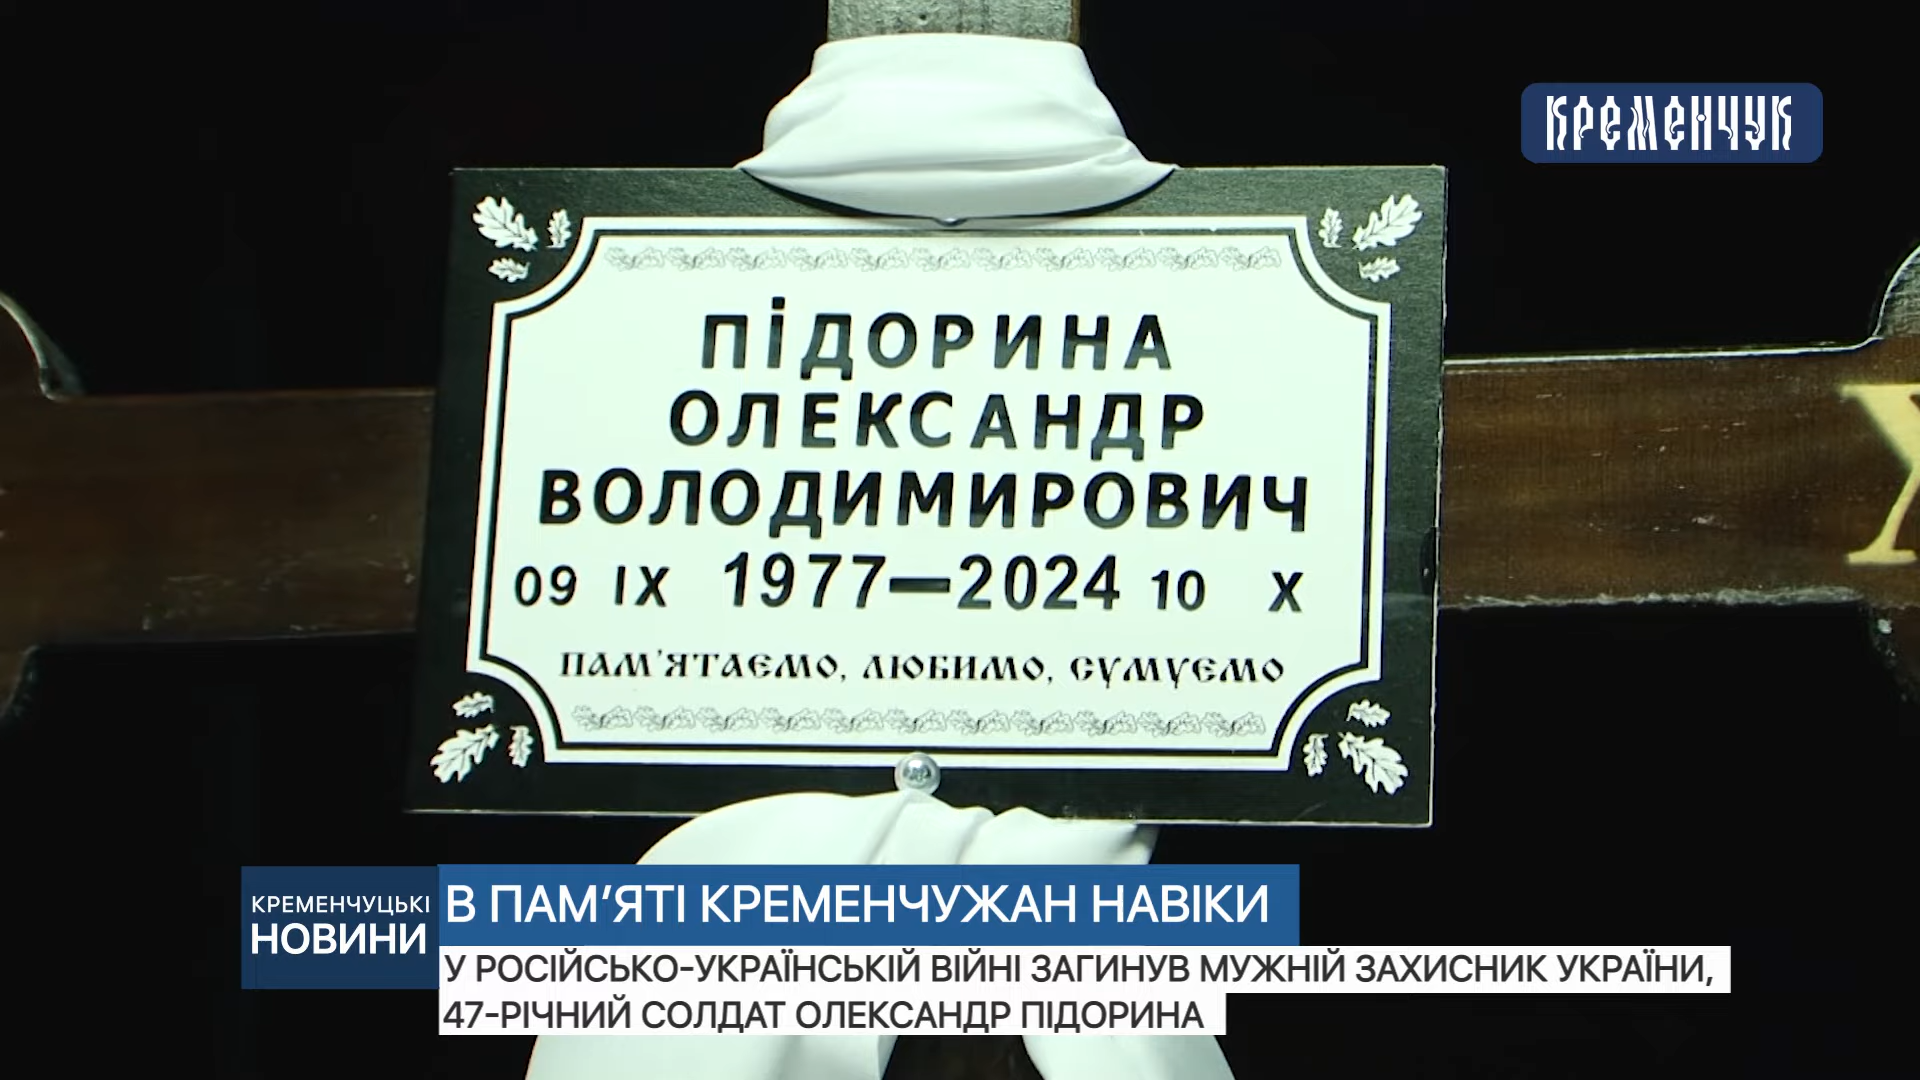 КРЕМЕНЧУК
ПІДОРИНА
ОЛЕКСАНДР
ВОЛОДИМИРОВИЧ
09 IX 1977—2024 10 X
ПАМ'ЯТАЄМО, ЛЮБИМО, СУМУЄМО
КРЕМЕНЧУЦЬКІ
НОВИНИ
В ПАМ'ЯТІ КРЕМЕНЧУЖАН НАВІКИ
У РОСІЙСЬКО-УКРАЇНСЬКІЙ ВІЙНІ ЗАГИНУВ МУЖНІЙ ЗАХИСНИК УКРАЇНИ,
47-РІЧНИЙ СОЛДАТ ОЛЕКСАНДР ПІДОРИНА